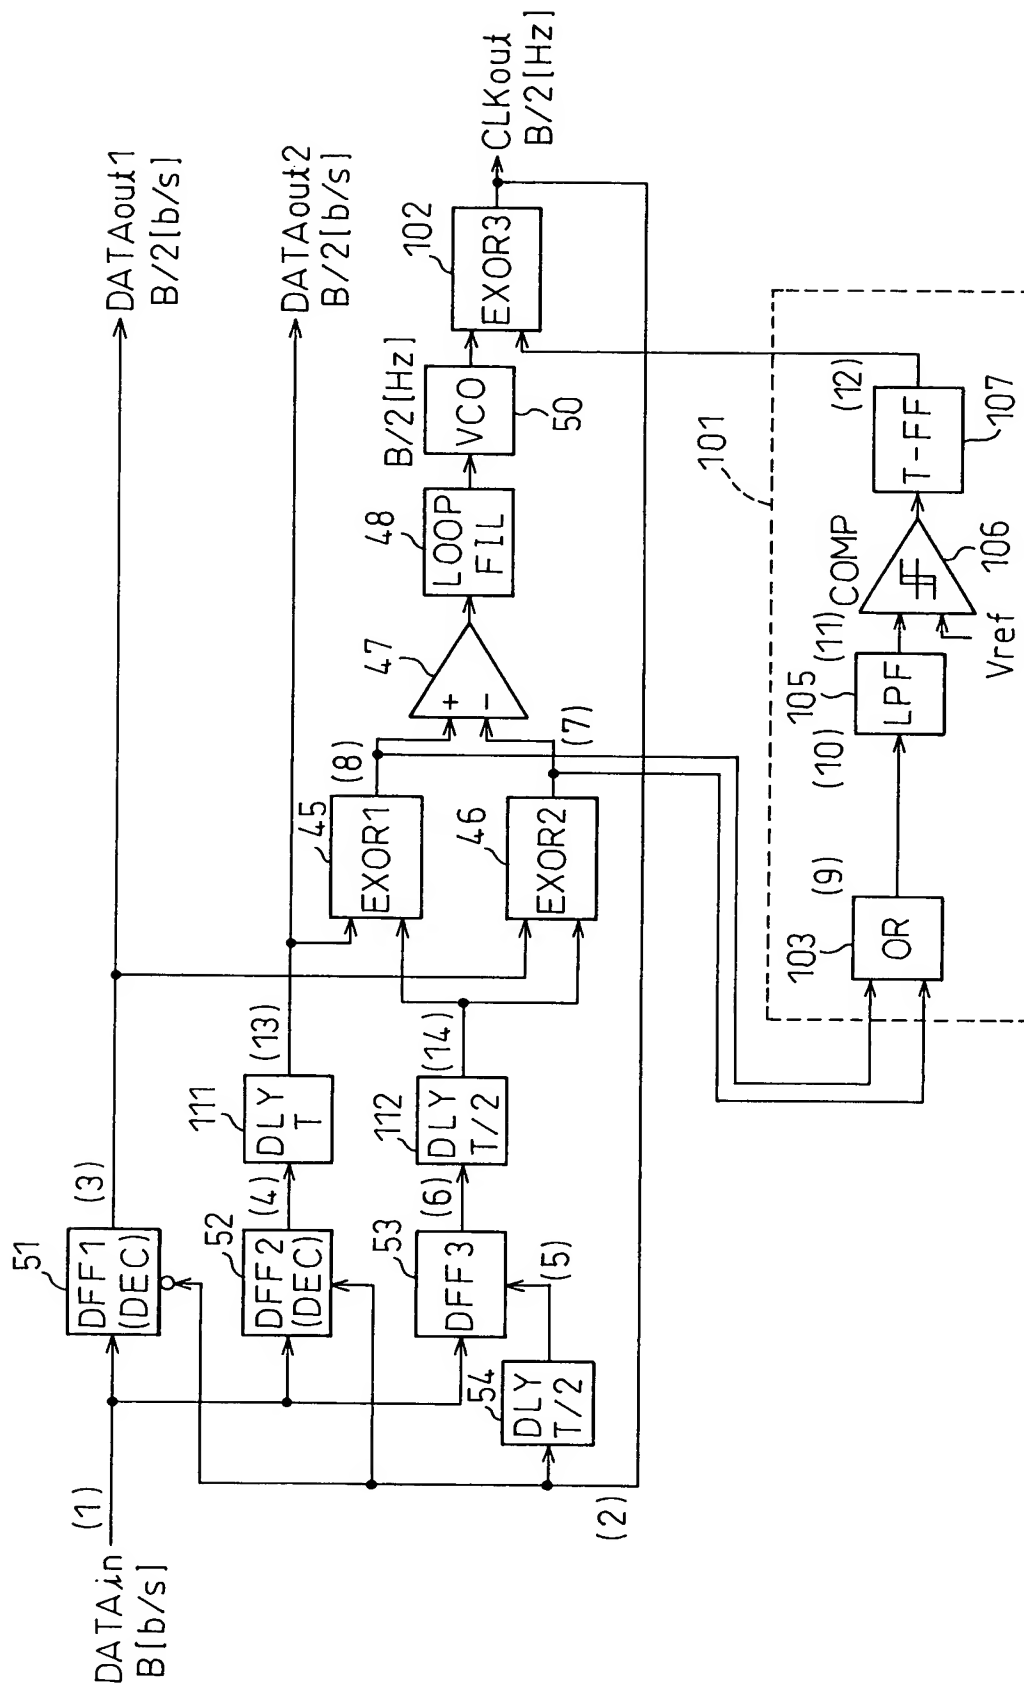 DATAin
B[b/s]
(1)
51
DFF1
(DEC)
(3)
DATAout1
B/2[b/s]
52
DFF2
(DEC)
(4)
111
DLY
T
(13)
DATAout2
B/2[b/s]
53
DFF3
(5)
(6)
112
DLY
T/2
(14)
54
DLY
T/2
(2)
45
EXOR1
(8)
46
EXOR2
(7)
47
+
−
48
LOOP
FIL
B/2[Hz]
VCO
50
102
EXOR3
CLKout
B/2[Hz]
101
103
OR
(9)
(10)
105
LPF
(11)
COMP
Vref
106
T-FF
107
(12)